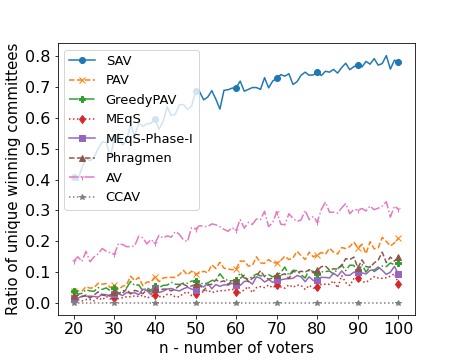 Ratio of unique winning committees
0.8
0.7
0.6
0.5
0.4
0.3
0.2
0.1
0.0
SAV
PAV
GreedyPAV
MEqS
MEqS-Phase-I
Phragmen
AV
CCAV
20 30 40 50 60 70 80 90 100
n - number of voters